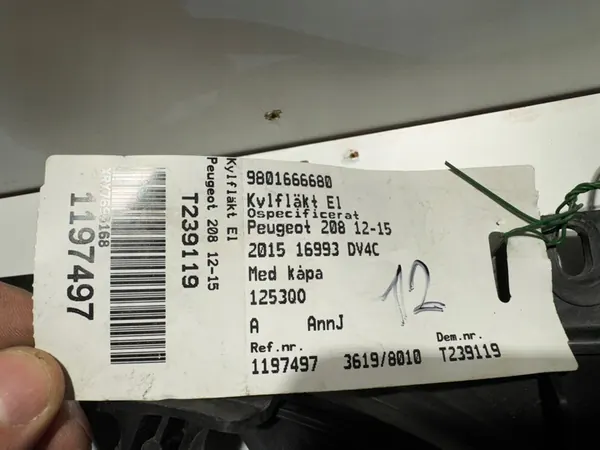 9801666680
Kylfläkt El
Ospecificerat
Peugeot 208 12-15
2015 16993 DV4C
Med kåpa
1253Q0
A AnnJ
Ref.nr. Dem.nr.
1197497 3619/8010 T239119
12
Kylfläkt El
Peugeot 208 12-15
T239119
1197497